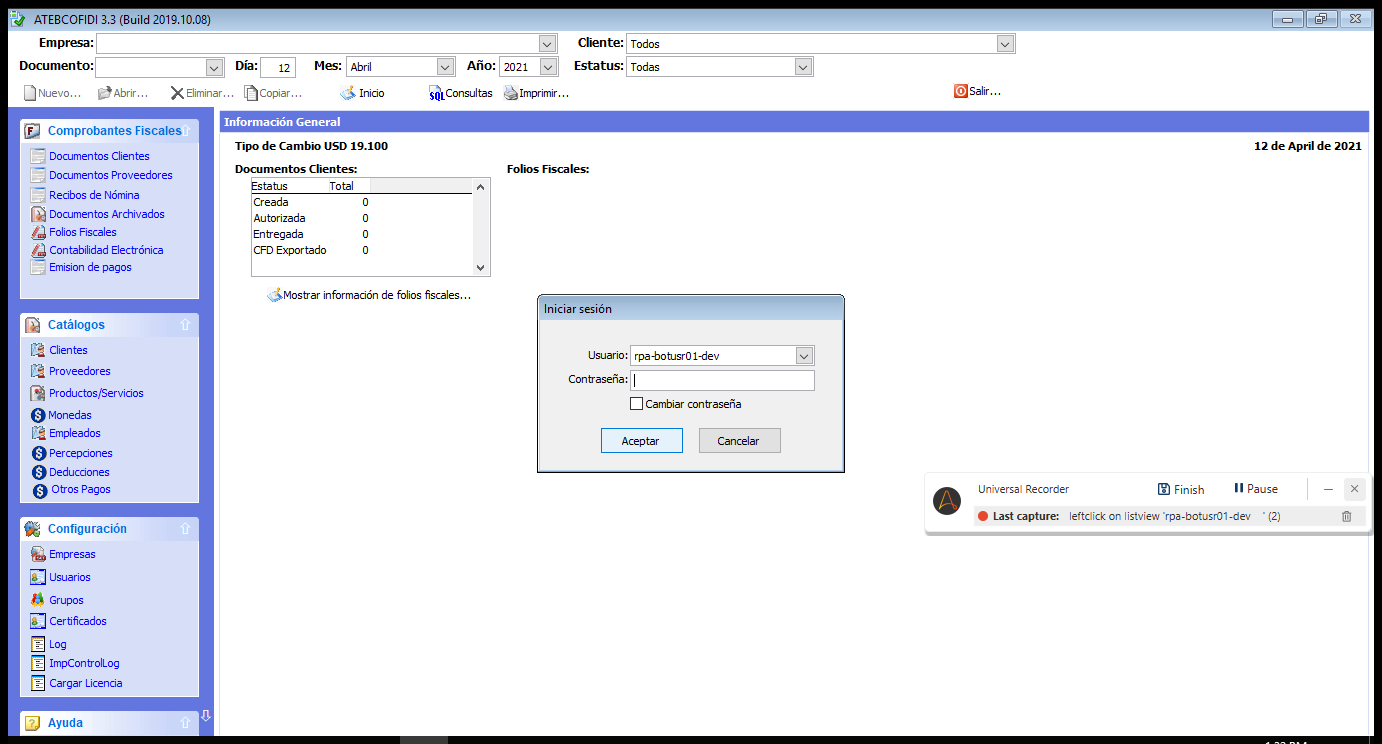 ATEBCOFIDI 3.3 (Build 2019.10.08)
Empresa: Cliente: Todos
Documento: Día: 12 Mes: Abril Año: 2021 Estatus: Todas
Nuevo... Abrir... Eliminar... Copiar... Inicio SQL Consultas Imprimir... Salir...
Comprobantes Fiscales
Documentos Clientes
Documentos Proveedores
Recibos de Nómina
Documentos Archivados
Folios Fiscales
Contabilidad Electrónica
Emision de pagos
Catálogos
Clientes
Proveedores
Productos/Servicios
Monedas
Empleados
Percepciones
Deducciones
Otros Pagos
Configuración
Empresas
Usuarios
Grupos
Certificados
Log
ImpControlLog
Cargar Licencia
Ayuda
Información General
Tipo de Cambio USD 19.100 12 de April de 2021
Documentos Clientes: Folios Fiscales:
Estatus Total
Creada 0
Autorizada 0
Entregada 0
CFD Exportado 0
Mostrar información de folios fiscales...
Iniciar sesión
Usuario: rpa-botusr01-dev
Contraseña:
Cambiar contraseña
Aceptar Cancelar
Universal Recorder Finish Pause
Last capture: leftclick on listview 'rpa-botusr01-dev ' (2)